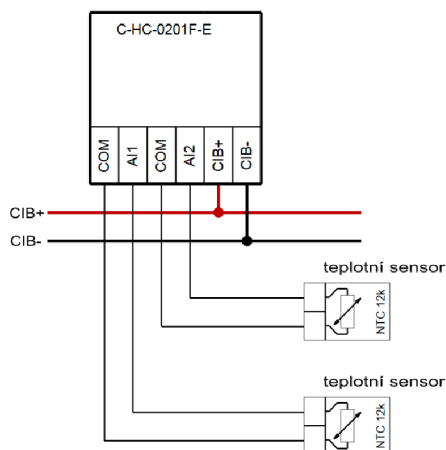 C-HC-0201F-E
COM
AI1
COM
AI2
CIB+
CIB-
CIB+
CIB-
teplotní sensor
NTC 12k
teplotní sensor
NTC 12k